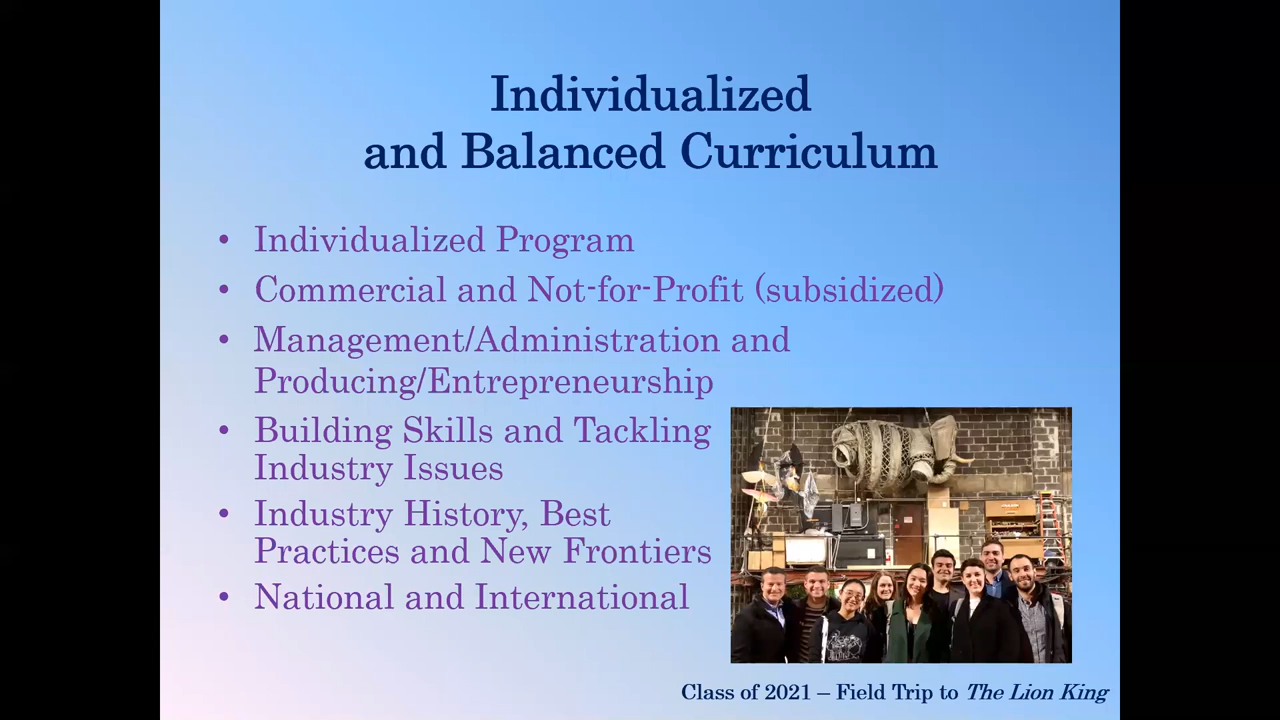 Individualized
and Balanced Curriculum
• Individualized Program
• Commercial and Not-for-Profit (subsidized)
• Management/Administration and
Producing/Entrepreneurship
• Building Skills and Tackling
Industry Issues
• Industry History, Best
Practices and New Frontiers
• National and International
Class of 2021 – Field Trip to The Lion King